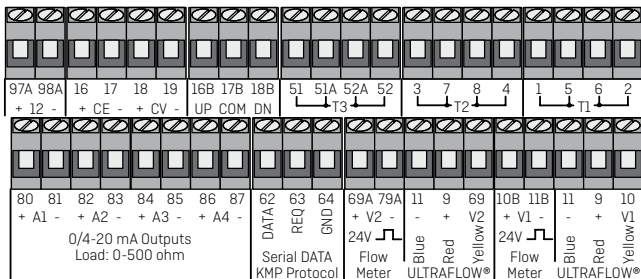 97A 98A 16 17 18 19 16B 17B 18B 51 51A 52A 52 3 7 8 4 1 5 6 2
+ 12 - + CE - + CV - UP COM DN T3 T2 T1
80 81 82 83 84 85 86 87 62 63 64 69A 79A 11 9 69 10B 11B 11 9 10
+ A1 - + A2 - + A3 - + A4 - DATA REQ GND + V2 - - + V2 + V1 - - + V1
0/4-20 mA Outputs 24V Blue Red Yellow 24V Blue Red Yellow
Load: 0-500 ohm
Serial DATA Flow Flow
KMP Protocol Meter ULTRAFLOW® Meter ULTRAFLOW®